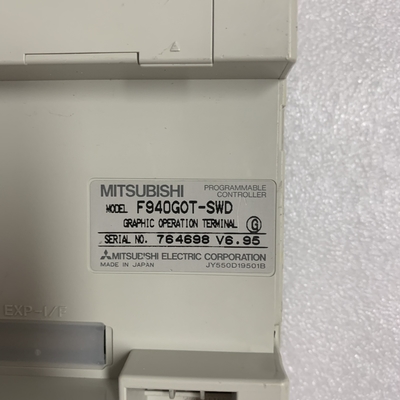 MITSUBISHI PROGRAMMABLE CONTROLLER
MODEL F940GOT-SWD
GRAPHIC OPERATION TERMINAL G
SERIAL NO. 764698 V6.95
MITSUBISHI ELECTRIC CORPORATION
MADE IN JAPAN JY550D19501B
EXP-I/F